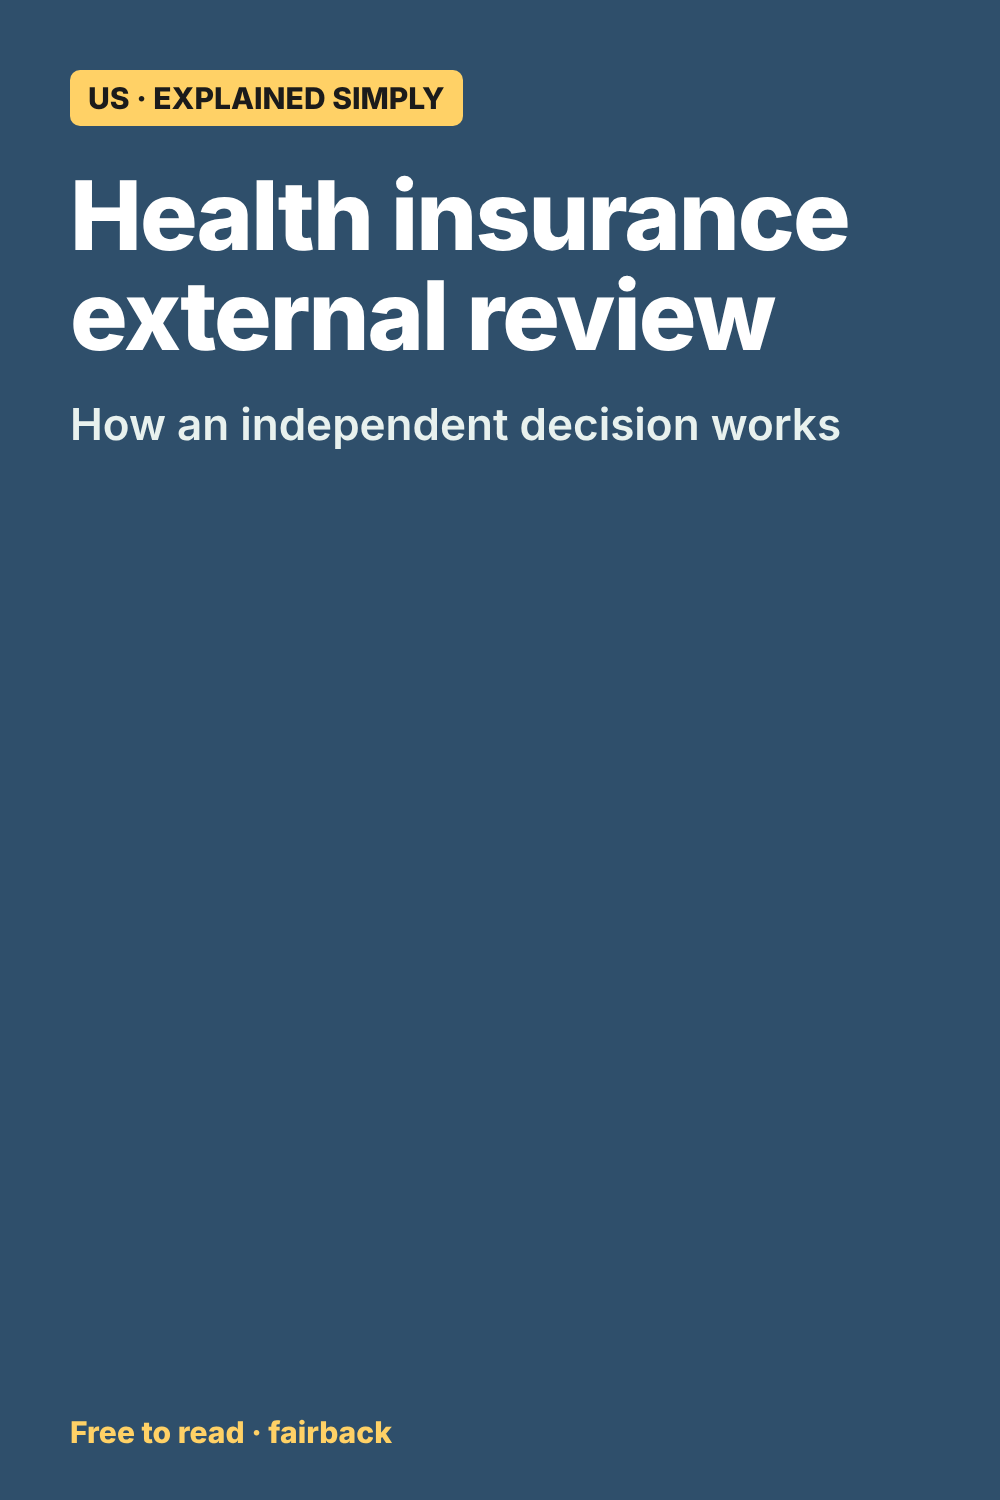 US · EXPLAINED SIMPLY
Health insurance
external review
How an independent decision works
Free to read · fairback